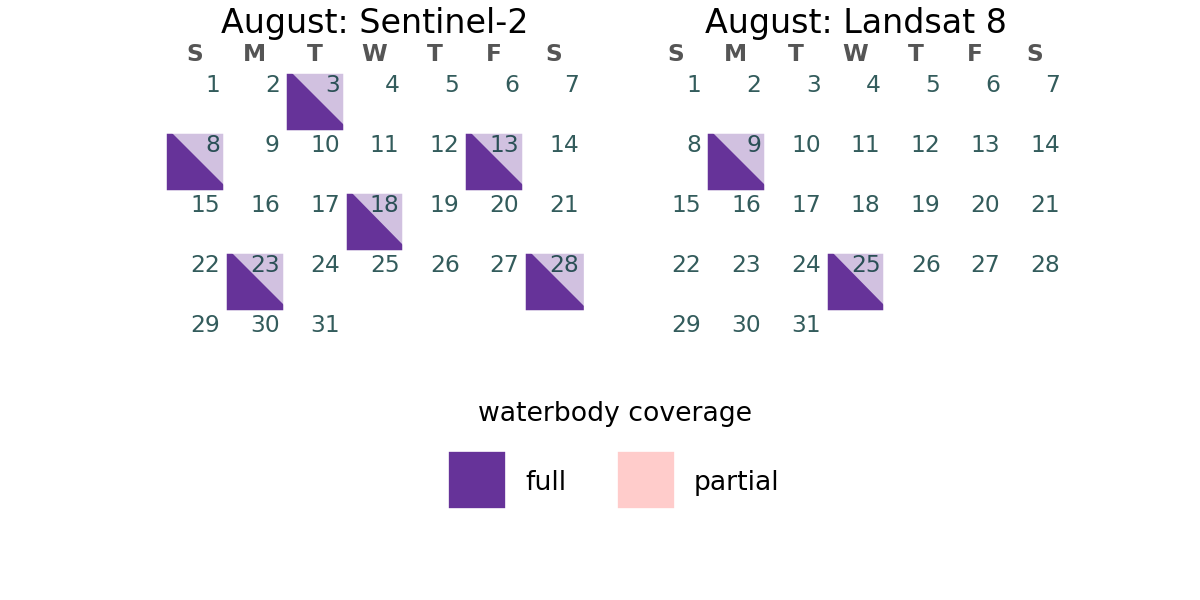 August: Sentinel-2
S M T W T F S
1 2 3 4 5 6 7
8 9 10 11 12 13 14
15 16 17 18 19 20 21
22 23 24 25 26 27 28
29 30 31
August: Landsat 8
S M T W T F S
1 2 3 4 5 6 7
8 9 10 11 12 13 14
15 16 17 18 19 20 21
22 23 24 25 26 27 28
29 30 31
waterbody coverage
full partial